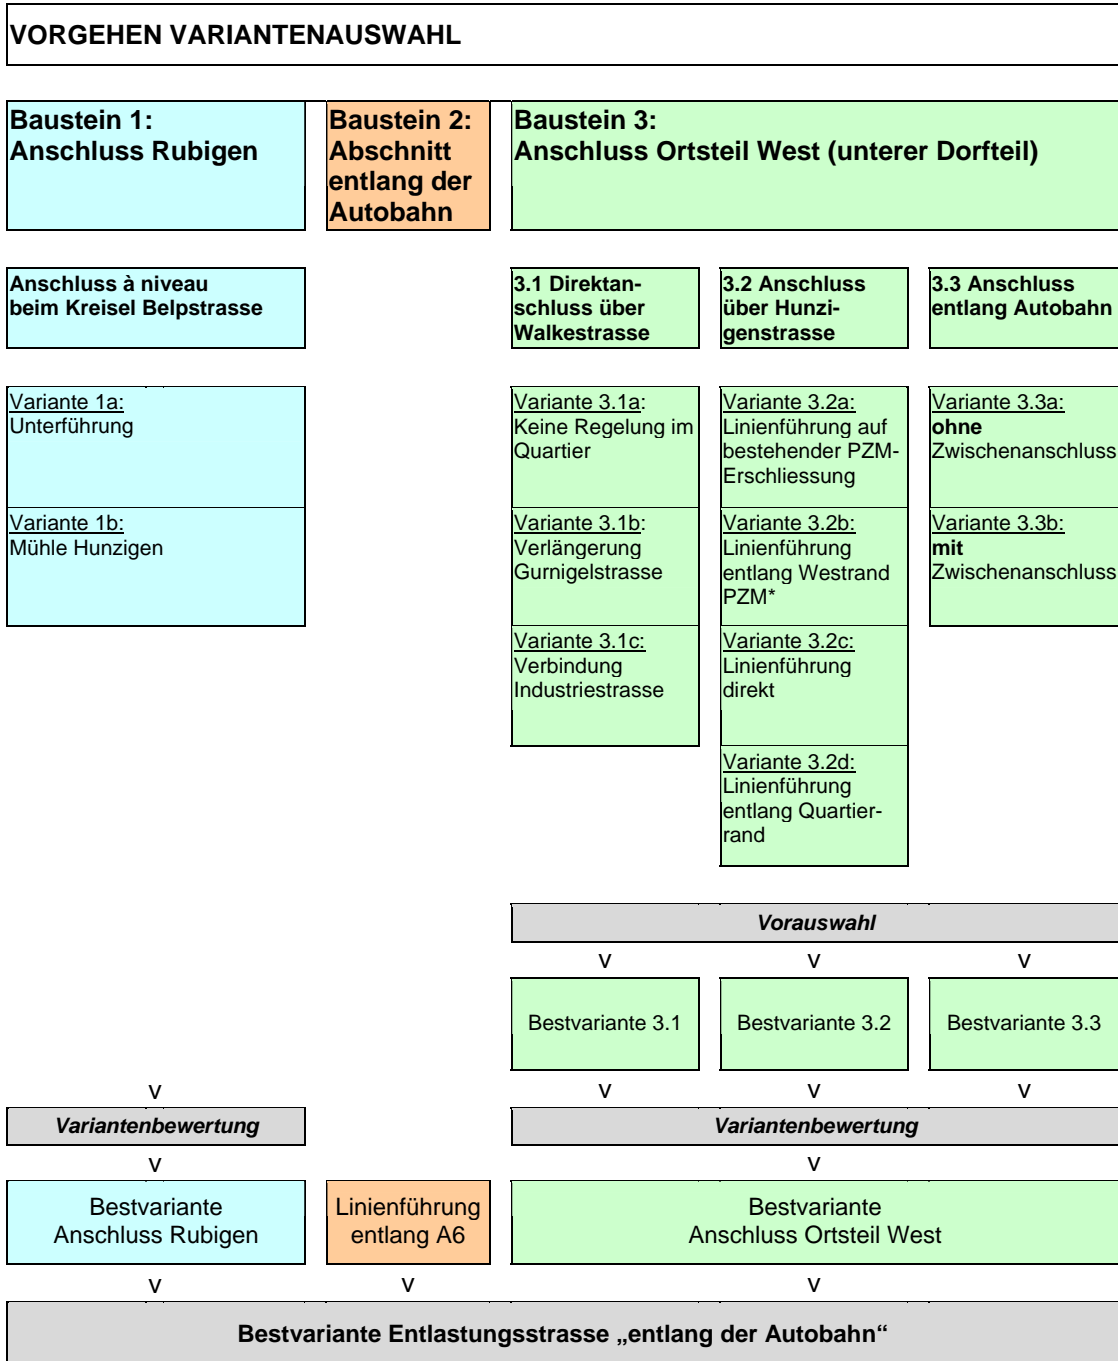 VORGEHEN VARIANTENAUSWAHL
Baustein 1:
Anschluss Rubigen
Baustein 2:
Abschnitt
entlang der
Autobahn
Baustein 3:
Anschluss Ortsteil West (unterer Dorfteil)
Anschluss à niveau
beim Kreisel Belpstrasse
3.1 Direktan-
schluss über
Walkestrasse
3.2 Anschluss
über Hunzi-
genstrasse
3.3 Anschluss
entlang Autobahn
Variante 1a:
Unterführung
Variante 1b:
Mühle Hunzigen
Variante 3.1a:
Keine Regelung im
Quartier
Variante 3.1b:
Verlängerung
Gurnigelstrasse
Variante 3.1c:
Verbindung
Industriestrasse
Variante 3.2a:
Linienführung auf
bestehender PZM-
Erschliessung
Variante 3.2b:
Linienführung
entlang Westrand
PZM*
Variante 3.2c:
Linienführung
direkt
Variante 3.2d:
Linienführung
entlang Quartier-
rand
Variante 3.3a:
ohne
Zwischenanschluss
Variante 3.3b:
mit
Zwischenanschluss
Vorauswahl
v v v
Bestvariante 3.1
Bestvariante 3.2
Bestvariante 3.3
v v v v
Variantenbewertung
Variantenbewertung
v v
Bestvariante
Anschluss Rubigen
Linienführung
entlang A6
Bestvariante
Anschluss Ortsteil West
v v v
Bestvariante Entlastungsstrasse „entlang der Autobahn“